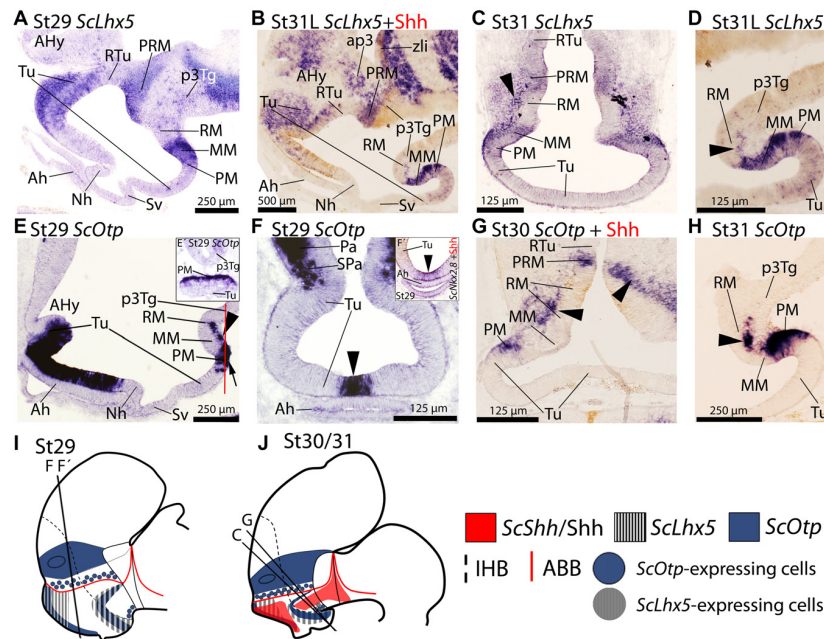 A St29 ScLhx5
AHy
RTu
PRM
Tu
p3Tg
RM
MM
PM
Ah
Nh
Sv
250 µm
B St31L ScLhx5+Shh
ap3
zli
AHy
PRM
Tu
RTu
p3Tg
RM
PM
MM
Ah
Nh
Sv
500 µm
C St31 ScLhx5
RTu
PRM
RM
MM
PM
Tu
125 µm
D St31L ScLhx5
p3Tg
RM
PM
MM
Tu
250 µm
E St29 ScOtp
E' St29 ScOtp
p3Tg
PM
Tu
AHy
p3Tg
Tu
RM
MM
PM
Ah
Nh
Sv
250 µm
F St29 ScOtp
Pa
SPa
F' Tu
Ah
St29
ScNkx2.8 +Shh
Tu
Ah
125 µm
G St30 ScOtp + Shh
RTu
PRM
RM
MM
PM
Tu
125 µm
H St31 ScOtp
p3Tg
RM
PM
MM
Tu
250 µm
I St29
F F´
J St30/31
G
C
ScShh/Shh ScLhx5 ScOtp
IHB ABB ScOtp-expressing cells
ScLhx5-expressing cells